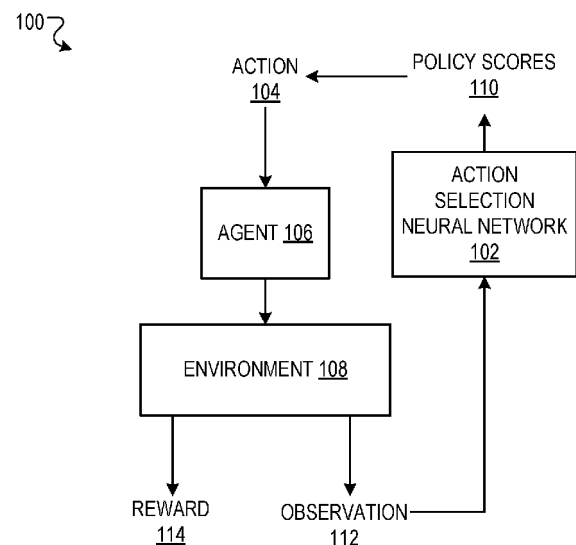 100
ACTION
104
POLICY SCORES
110
ACTION
SELECTION
NEURAL NETWORK
102
AGENT 106
ENVIRONMENT 108
REWARD
114
OBSERVATION
112